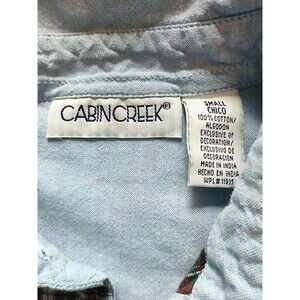 CABIN CREEK®
SMALL
CHICO
100% COTTON/
ALGODON
EXCLUSIVE OF
DECORATION/
EXCLUSIVO DE
DECORACION
MADE IN INDIA
HECHO EN INDIA
WPL# 11935